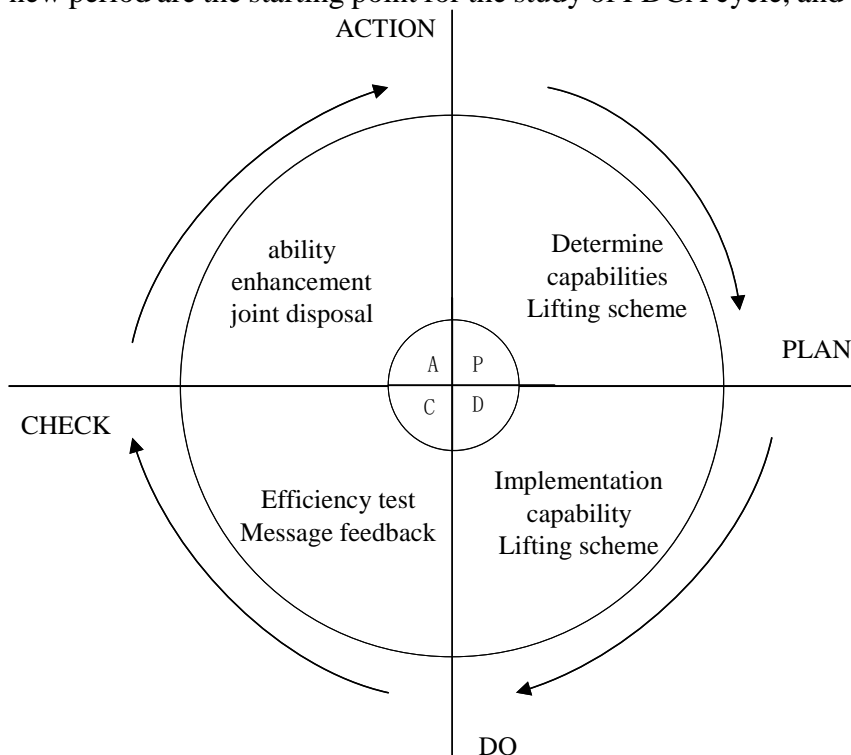 new period are the starting point for the study of PDCA cycle, and
ACTION
ability
enhancement
joint disposal
Determine
capabilities
Lifting scheme
PLAN
A
P
C
D
CHECK
Efficiency test
Message feedback
Implementation
capability
Lifting scheme
DO